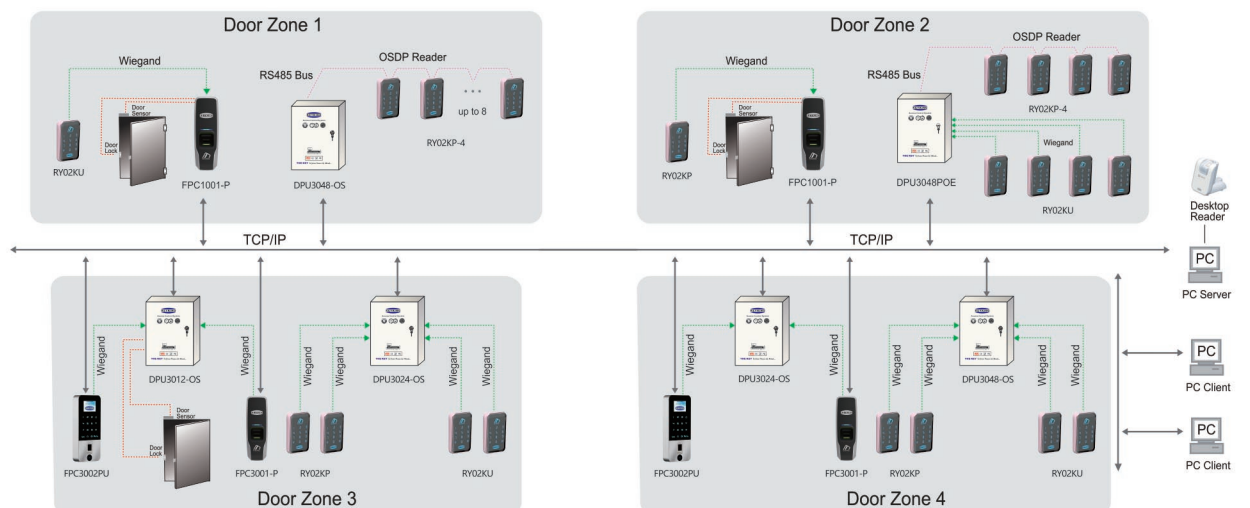 Door Zone 1
Wiegand
OSDP Reader
RS485 Bus
Door
Sensor
Door
Lock
* * *
up to 8
RY02KP-4
RY02KU
FPC1001-P
DPU3048-OS
Door Zone 2
Wiegand
OSDP Reader
RS485 Bus
Door
Sensor
Door
Lock
RY02KP-4
Wiegand
RY02KP
FPC1001-P
DPU3048POE
RY02KU
Desktop
Reader
TCP/IP
TCP/IP
PC
PC Server
Wiegand
DPU3012-OS
Wiegand
Wiegand
Wiegand
DPU3024-OS
Wiegand
Wiegand
Door
Sensor
Door
Lock
FPC3002PU
FPC3001-P
RY02KP
RY02KU
Door Zone 3
Wiegand
DPU3024-OS
Wiegand
Wiegand
Wiegand
DPU3048-OS
Wiegand
Wiegand
FPC3002PU
FPC3001-P
RY02KP
RY02KU
Door Zone 4
PC
PC Client
PC
PC Client